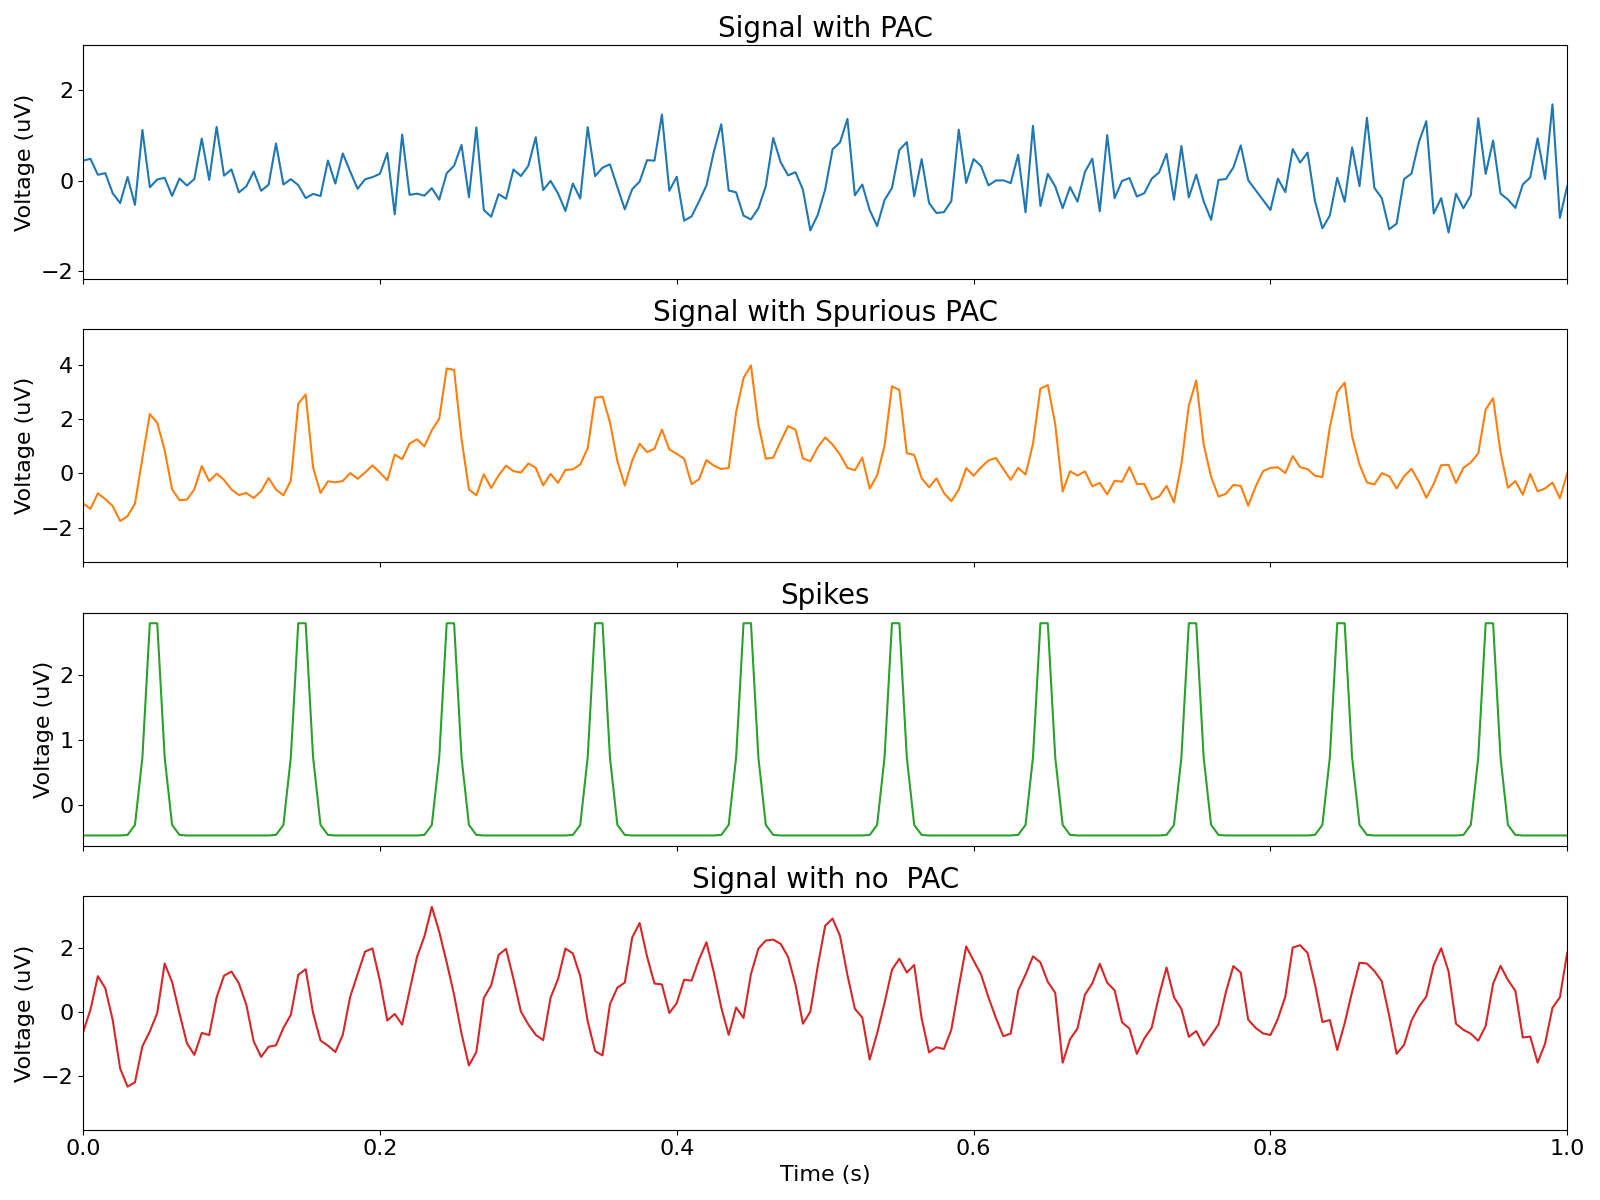 Signal with PAC
Voltage (uV)
2
0
−2
Signal with Spurious PAC
Voltage (uV)
4
2
0
−2
Spikes
Voltage (uV)
2
1
0
Signal with no  PAC
Voltage (uV)
2
0
−2
0.0 0.2 0.4 0.6 0.8 1.0
Time (s)